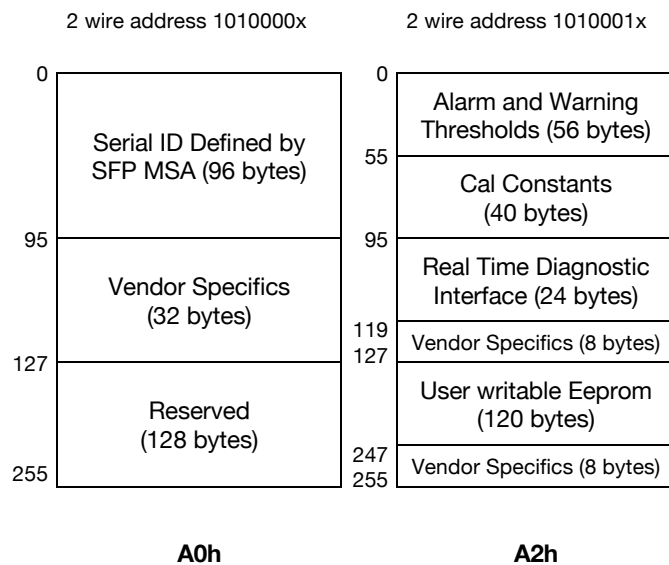 2 wire address 1010000x
0
Serial ID Defined by
SFP MSA (96 bytes)
95
Vendor Specifics
(32 bytes)
127
Reserved
(128 bytes)
255
A0h
2 wire address 1010001x
0
Alarm and Warning
Thresholds (56 bytes)
55
Cal Constants
(40 bytes)
95
Real Time Diagnostic
Interface (24 bytes)
119
Vendor Specifics (8 bytes)
127
User writable Eeprom
(120 bytes)
247
Vendor Specifics (8 bytes)
255
A2h